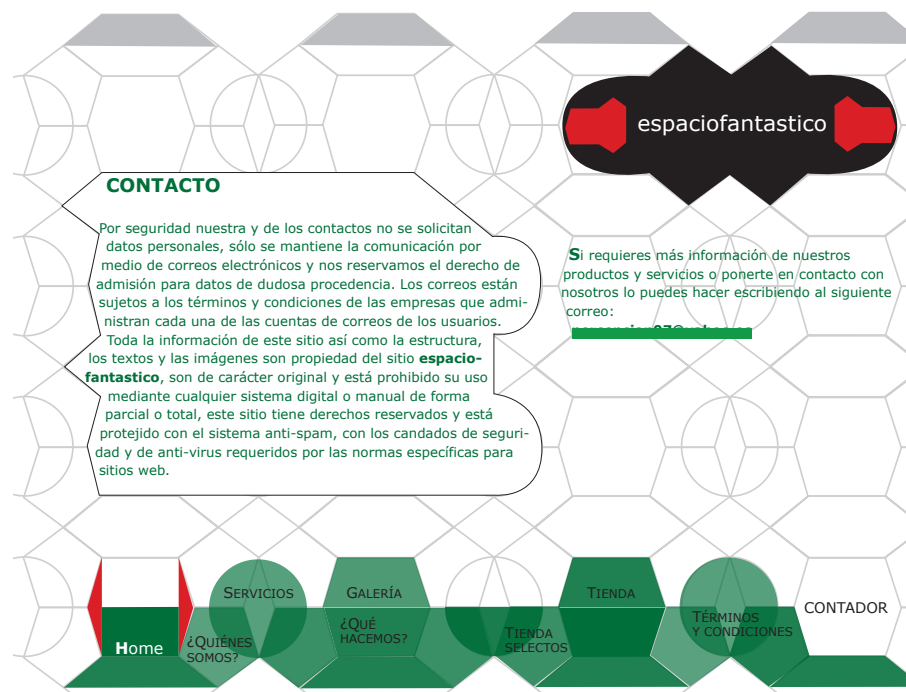 espaciofantastico
CONTACTO
Por seguridad nuestra y de los contactos no se solicitan
datos personales, sólo se mantiene la comunicación por
medio de correos electrónicos y nos reservamos el derecho de
admisión para datos de dudosa procedencia. Los correos están
sujetos a los términos y condiciones de las empresas que admi-
nistran cada una de las cuentas de correos de los usuarios.
Toda la información de este sitio así como la estructura,
los textos y las imágenes son propiedad del sitio espacio-
fantastico, son de carácter original y está prohibido su uso
mediante cualquier sistema digital o manual de forma
parcial o total, este sitio tiene derechos reservados y está
protejido con el sistema anti-spam, con los candados de seguri-
dad y de anti-virus requeridos por las normas específicas para
sitios web.
Si requieres más información de nuestros
productos y servicios o ponerte en contacto con
nosotros lo puedes hacer escribiendo al siguiente
correo:
Home
¿QUIÉNES
SOMOS?
SERVICIOS
GALERÍA
¿QUÉ
HACEMOS?
TIENDA
SELECTOS
TIENDA
TÉRMINOS
Y CONDICIONES
CONTADOR